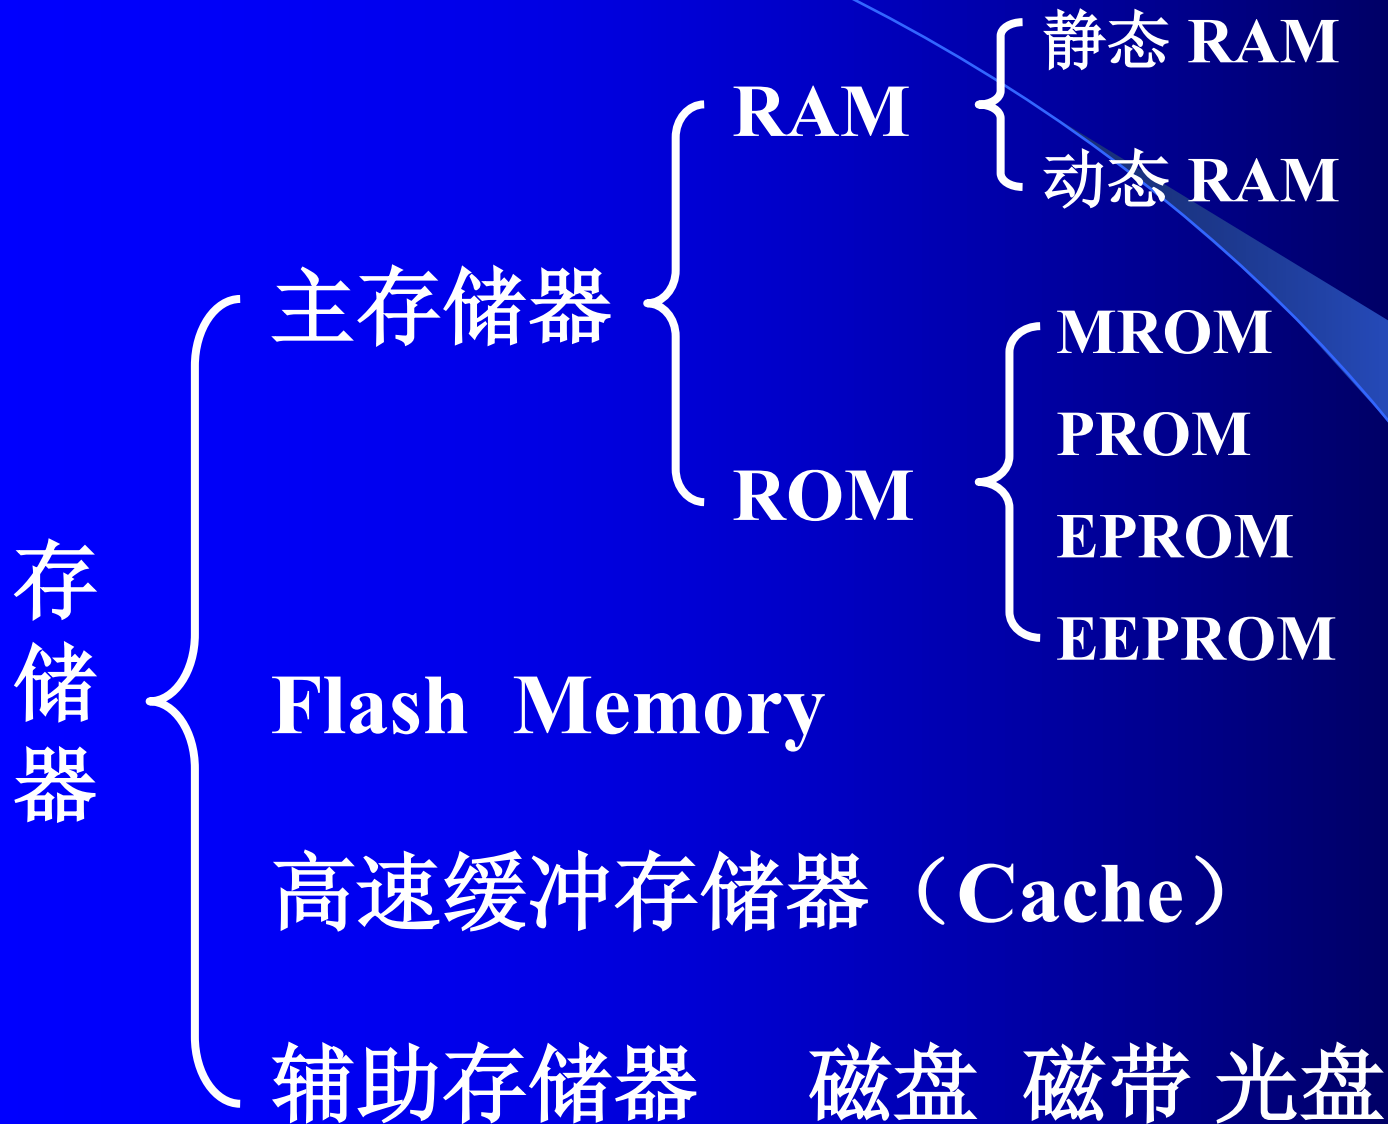 静态 RAM
RAM
动态 RAM
主存储器
MROM
PROM
ROM
EPROM
EEPROM
存
储
器
Flash Memory
高速缓冲存储器（Cache）
辅助存储器 磁盘 磁带 光盘